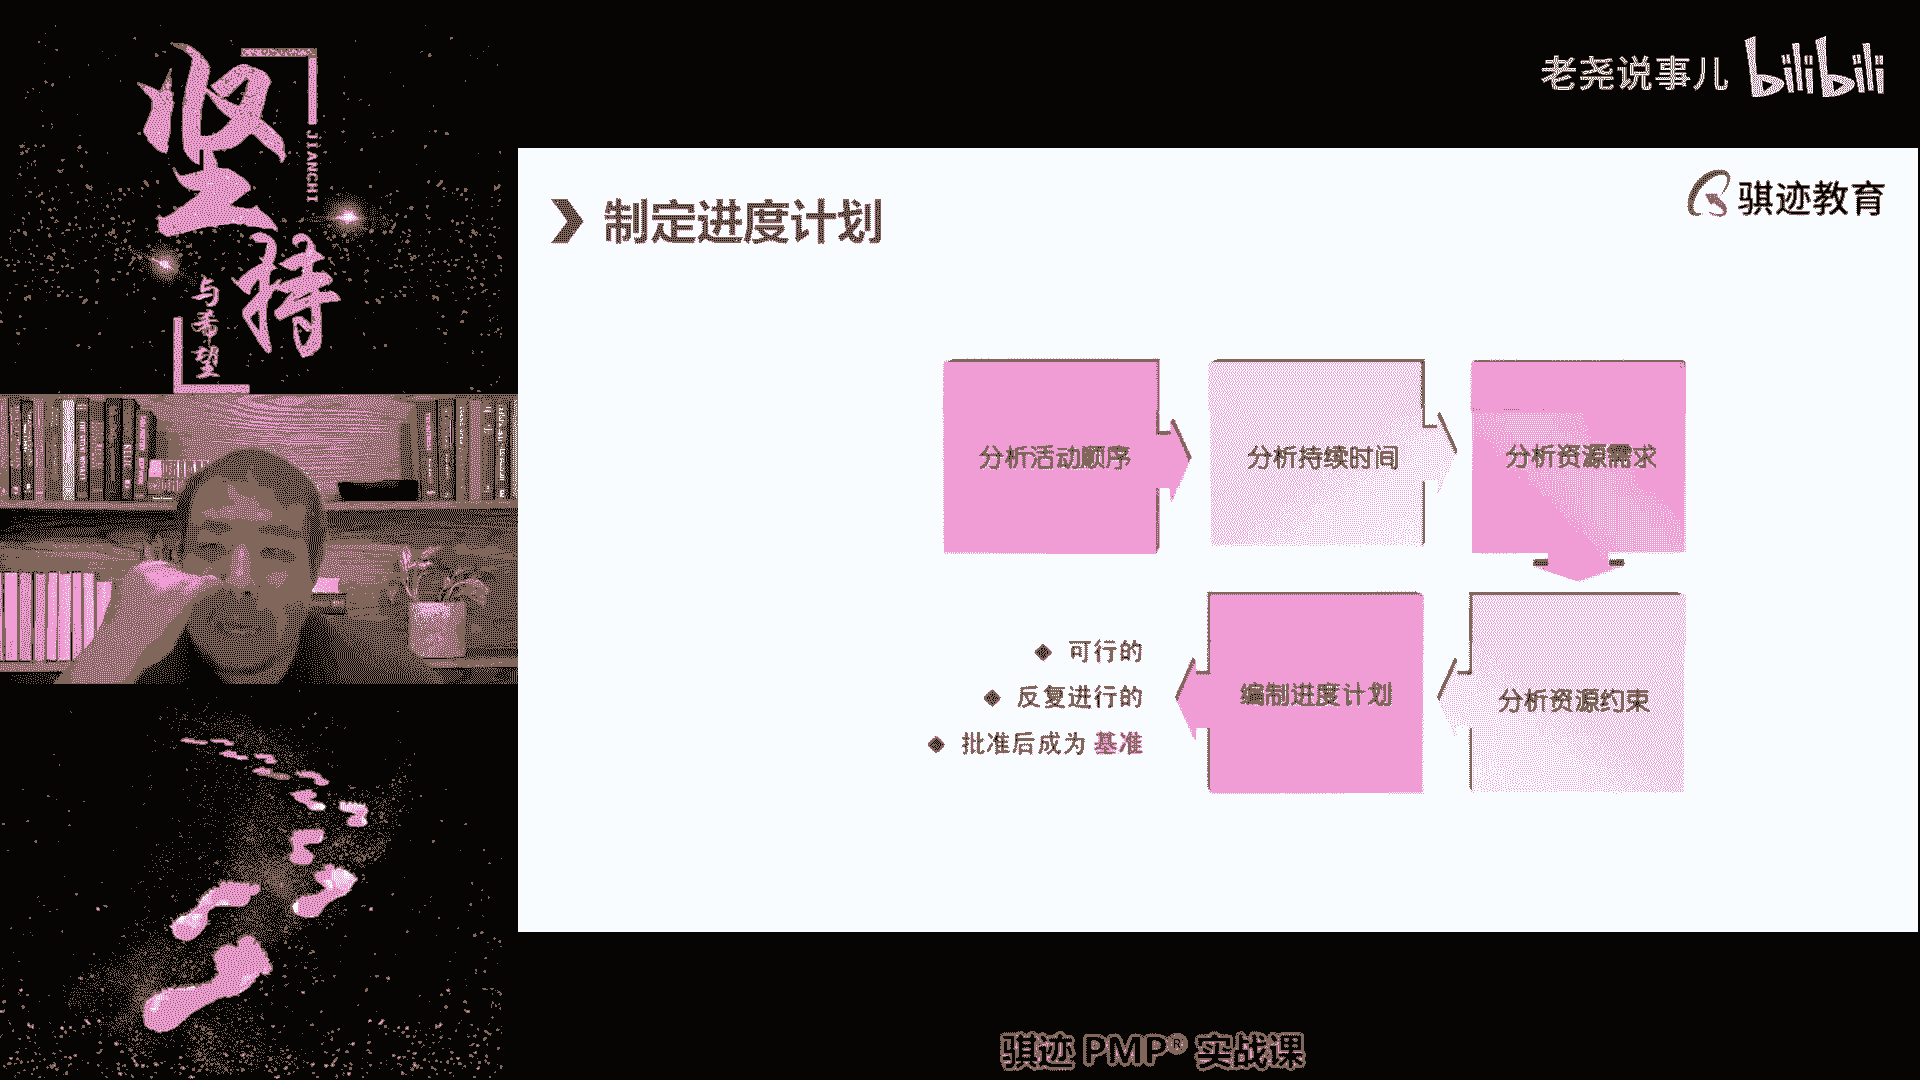 坚持
JIANCHI
与希望
老尧说事儿 bilibili
骐迹教育
制定进度计划
分析活动顺序
分析持续时间
分析资源需求
分析资源约束
编制进度计划
可行的
反复进行的
批准后成为 基准
骐迹 PMP® 实战课